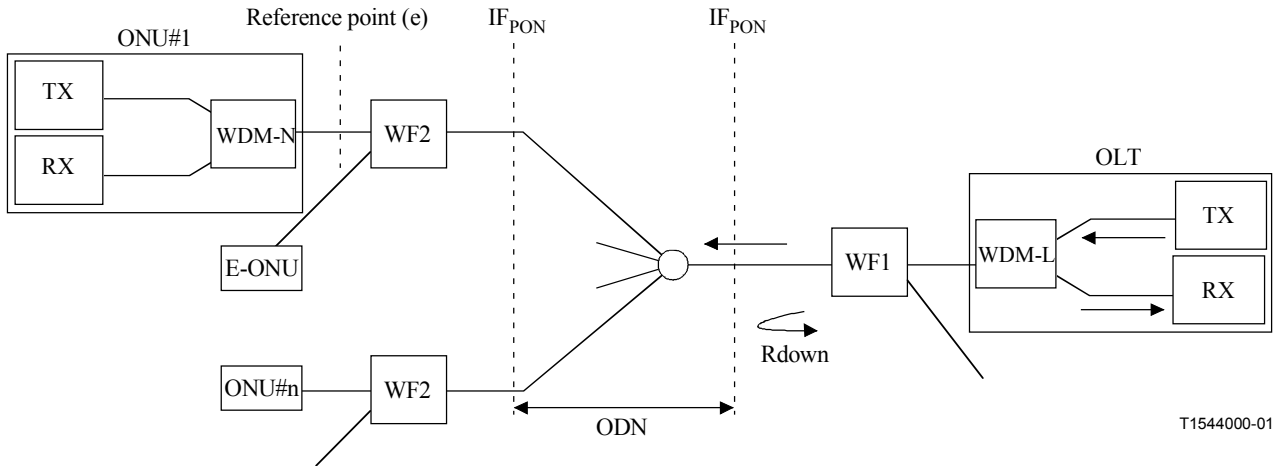 Reference point (e)
IFPON
IFPON
ONU#1
TX
RX
WDM-N
WF2
E-ONU
ONU#n
WF2
ODN
WF1
Rdown
OLT
WDM-L
TX
RX
T1544000-01